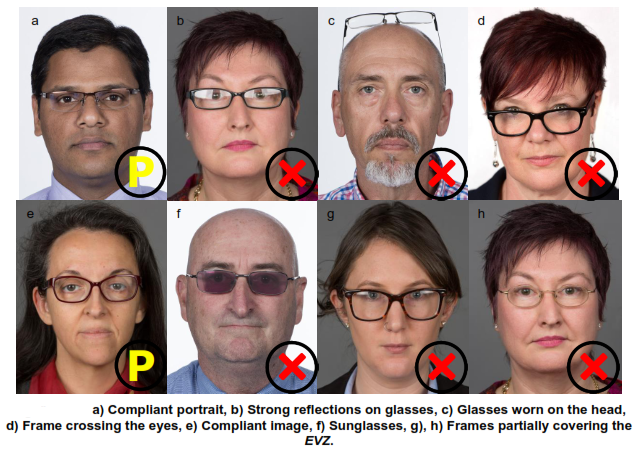 a
b
c
d
P
e
f
g
h
P
a) Compliant portrait, b) Strong reflections on glasses, c) Glasses worn on the head,
d) Frame crossing the eyes, e) Compliant image, f) Sunglasses, g), h) Frames partially covering the
EVZ.